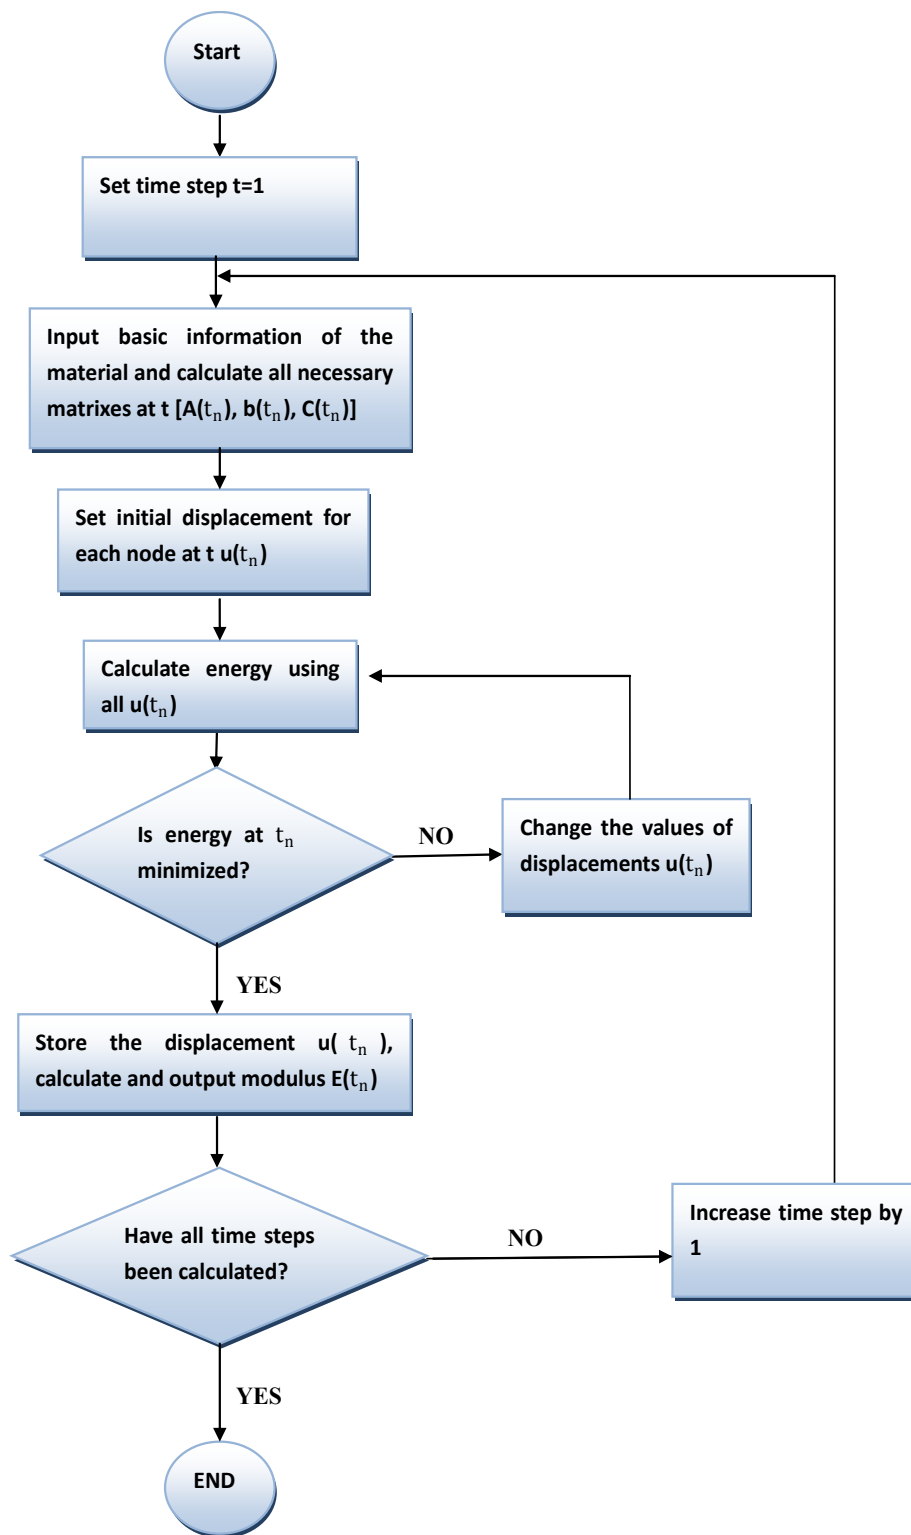 Start
Set time step t=1
Input basic information of the
material and calculate all necessary
matrixes at t [A(tₙ), b(tₙ), C(tₙ)]
Set initial displacement for
each node at t u(tₙ)
Calculate energy using
all u(tₙ)
Is energy at tₙ
minimized?
NO
Change the values of
displacements u(tₙ)
YES
Store the displacement u( tₙ ),
calculate and output modulus E(tₙ)
Have all time steps
been calculated?
NO
Increase time step by
1
YES
END